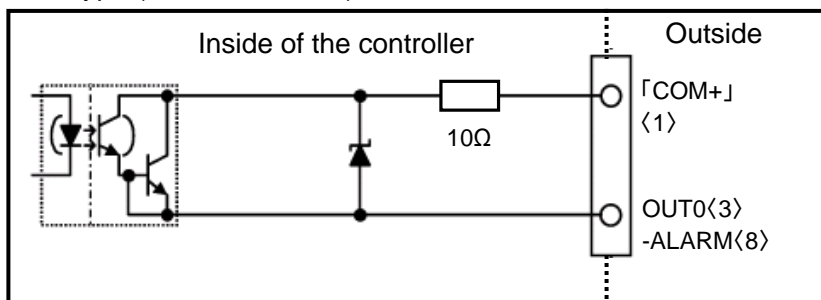 Inside of the controller
Outside
「COM+」
〈1〉
10Ω
OUT0〈3〉
-ALARM〈8〉